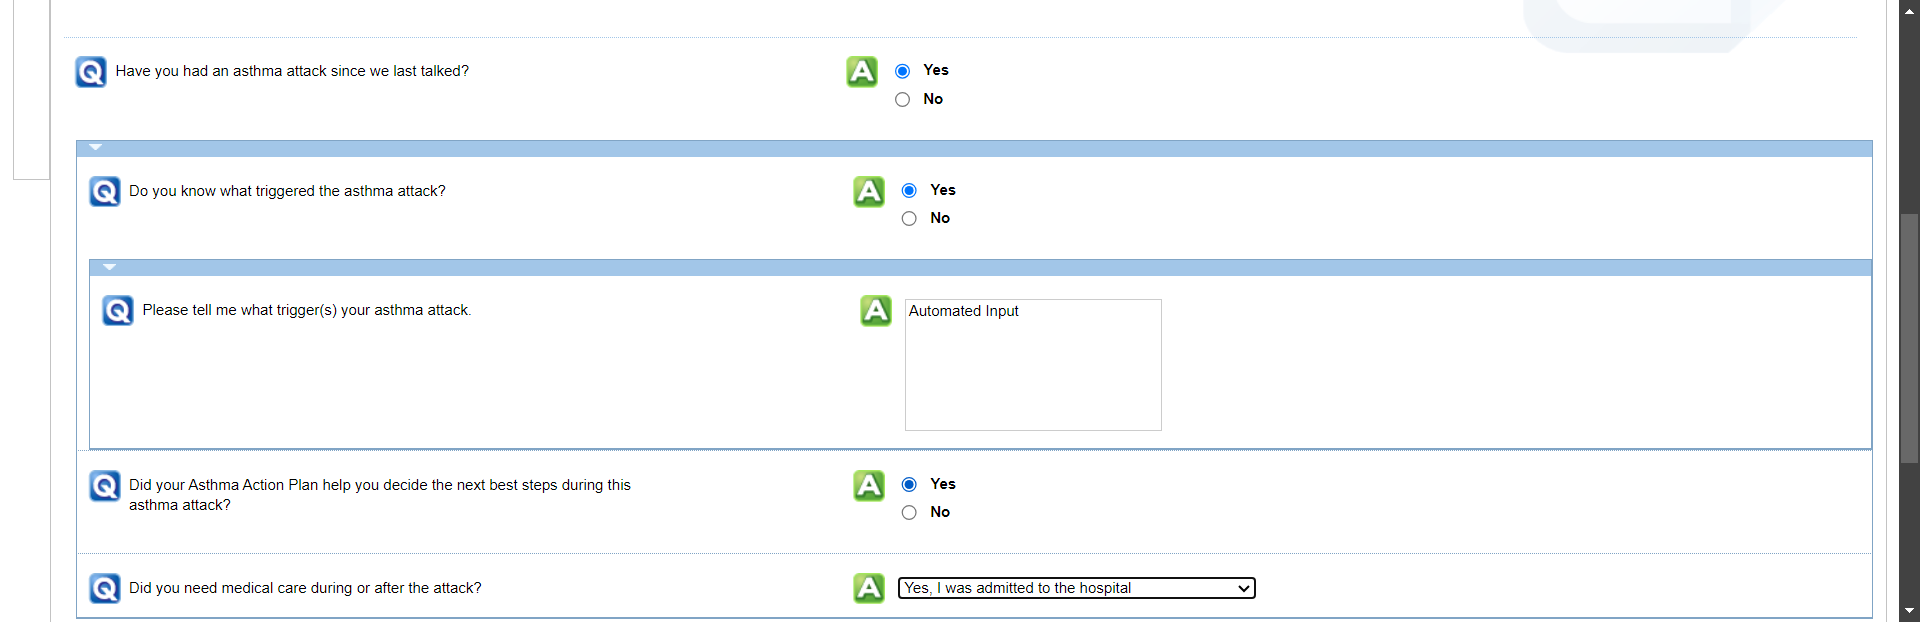 Have you had an asthma attack since we last talked?
Yes
No
Do you know what triggered the asthma attack?
Yes
No
Please tell me what trigger(s) your asthma attack.
Automated Input
Did your Asthma Action Plan help you decide the next best steps during this
asthma attack?
Yes
No
Did you need medical care during or after the attack?
Yes, I was admitted to the hospital